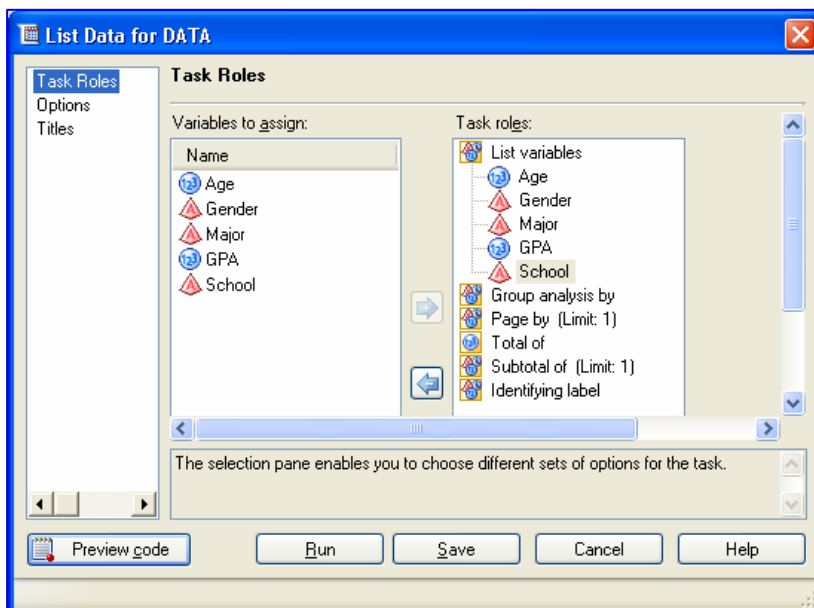 List Data for DATA
Task Roles
Options
Titles
Task Roles
Variables to assign:
Name
Age
Gender
Major
GPA
School
Task roles:
List variables
Age
Gender
Major
GPA
School
Group analysis by
Page by (Limit: 1)
Total of
Subtotal of (Limit: 1)
Identifying label
The selection pane enables you to choose different sets of options for the task.
Preview code
Run
Save
Cancel
Help